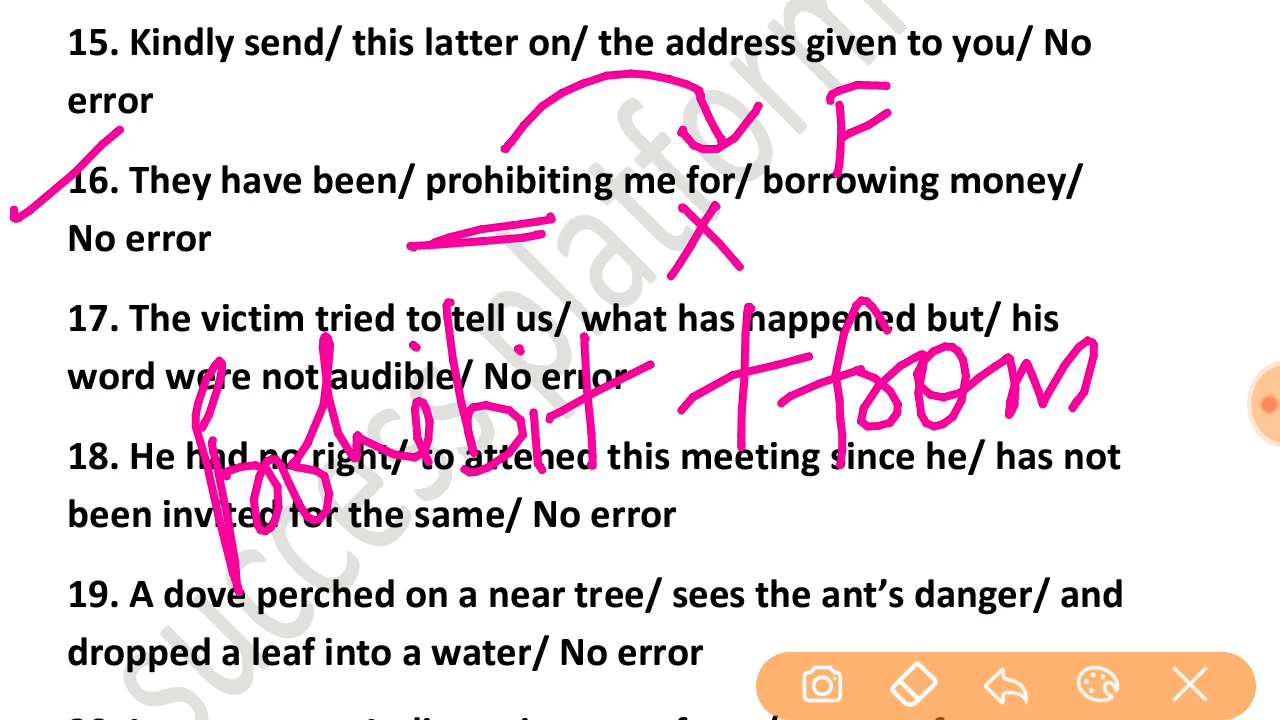 15. Kindly send/ this latter on/ the address given to you/ No
error
F
16. They have been/ prohibiting me for/ borrowing money/
No error
17. The victim tried to tell us/ what has happened but/ his
word were not audible/ No error
Prohibit + from
18. He had no right/ to attened this meeting since he/ has not
been invited for the same/ No error
19. A dove perched on a near tree/ sees the ant's danger/ and
dropped a leaf into a water/ No error
success platform